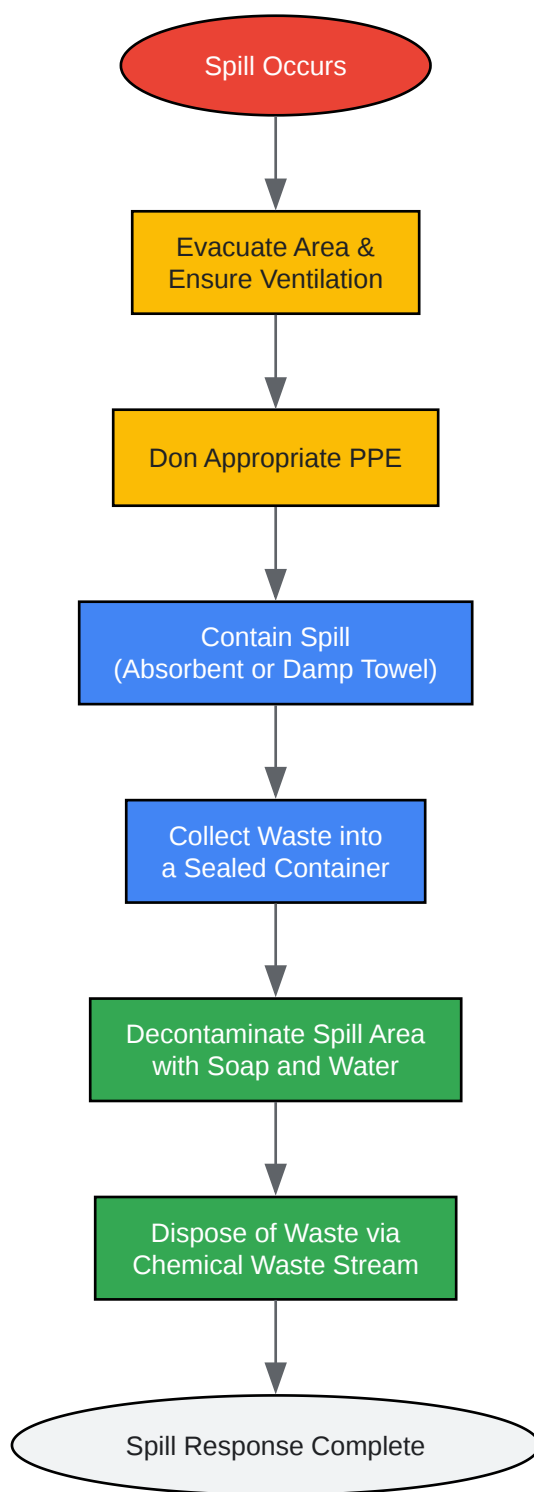 Spill Occurs
Evacuate Area &
Ensure Ventilation
Don Appropriate PPE
Contain Spill
(Absorbent or Damp Towel)
Collect Waste into
a Sealed Container
Decontaminate Spill Area
with Soap and Water
Dispose of Waste via
Chemical Waste Stream
Spill Response Complete